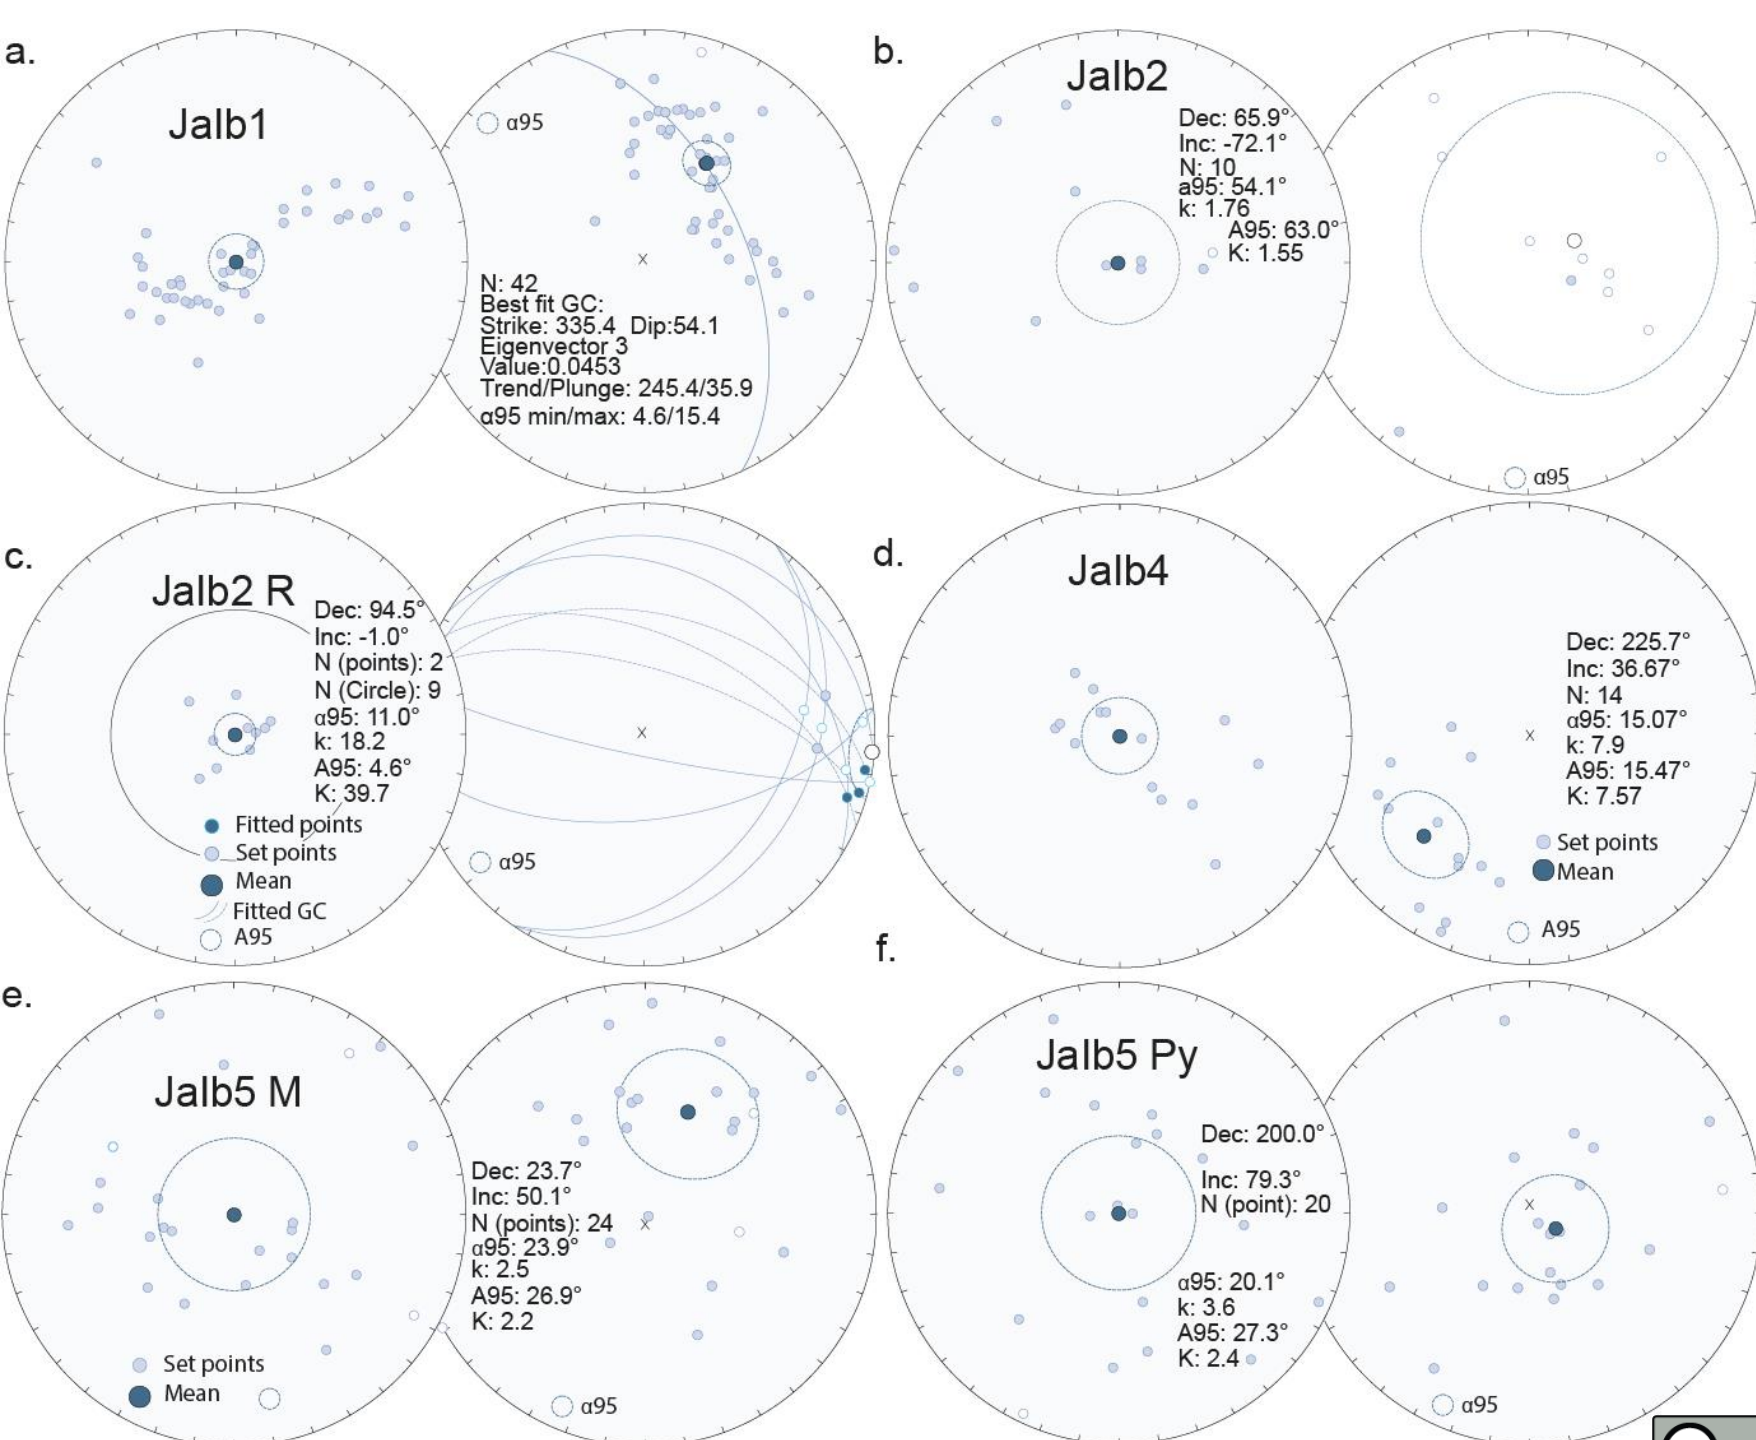 a.
Jalb1
α95
x
N: 42
Best fit GC:
Strike: 335.4 Dip:54.1
Eigenvector 3
Value:0.0453
Trend/Plunge: 245.4/35.9
α95 min/max: 4.6/15.4
b.
Jalb2
Dec: 65.9°
Inc: -72.1°
N: 10
a95: 54.1°
k: 1.76
A95: 63.0°
K: 1.55
α95
c.
Jalb2 R
Dec: 94.5°
Inc: -1.0°
N (points): 2
N (Circle): 9
α95: 11.0°
k: 18.2
A95: 4.6°
K: 39.7
Fitted points
Set points
Mean
Fitted GC
A95
x
α95
d.
Jalb4
x
Dec: 225.7°
Inc: 36.67°
N: 14
α95: 15.07°
k: 7.9
A95: 15.47°
K: 7.57
Set points
Mean
A95
e.
Jalb5 M
Set points
Mean
Dec: 23.7°
Inc: 50.1°
N (points): 24
x
α95: 23.9°
k: 2.5
A95: 26.9°
K: 2.2
α95
f.
Jalb5 Py
Dec: 200.0°
Inc: 79.3°
N (point): 20
α95: 20.1°
k: 3.6
A95: 27.3°
K: 2.4
x
α95